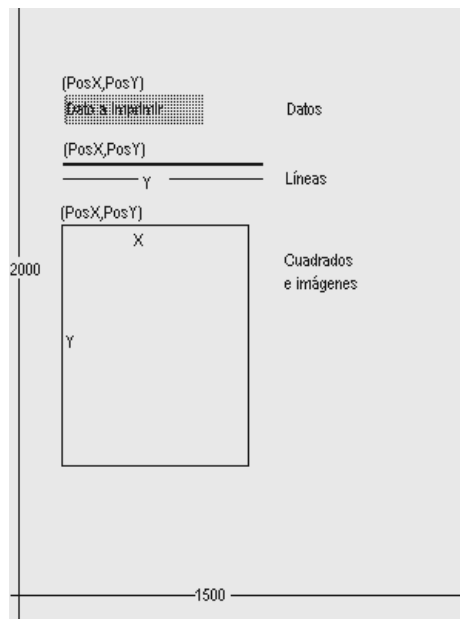 (PosX,PosY)
Dato a Imprimir
Datos
(PosX,PosY)
Y
Líneas
(PosX,PosY)
X
Cuadrados
e imágenes
2000
Y
1500